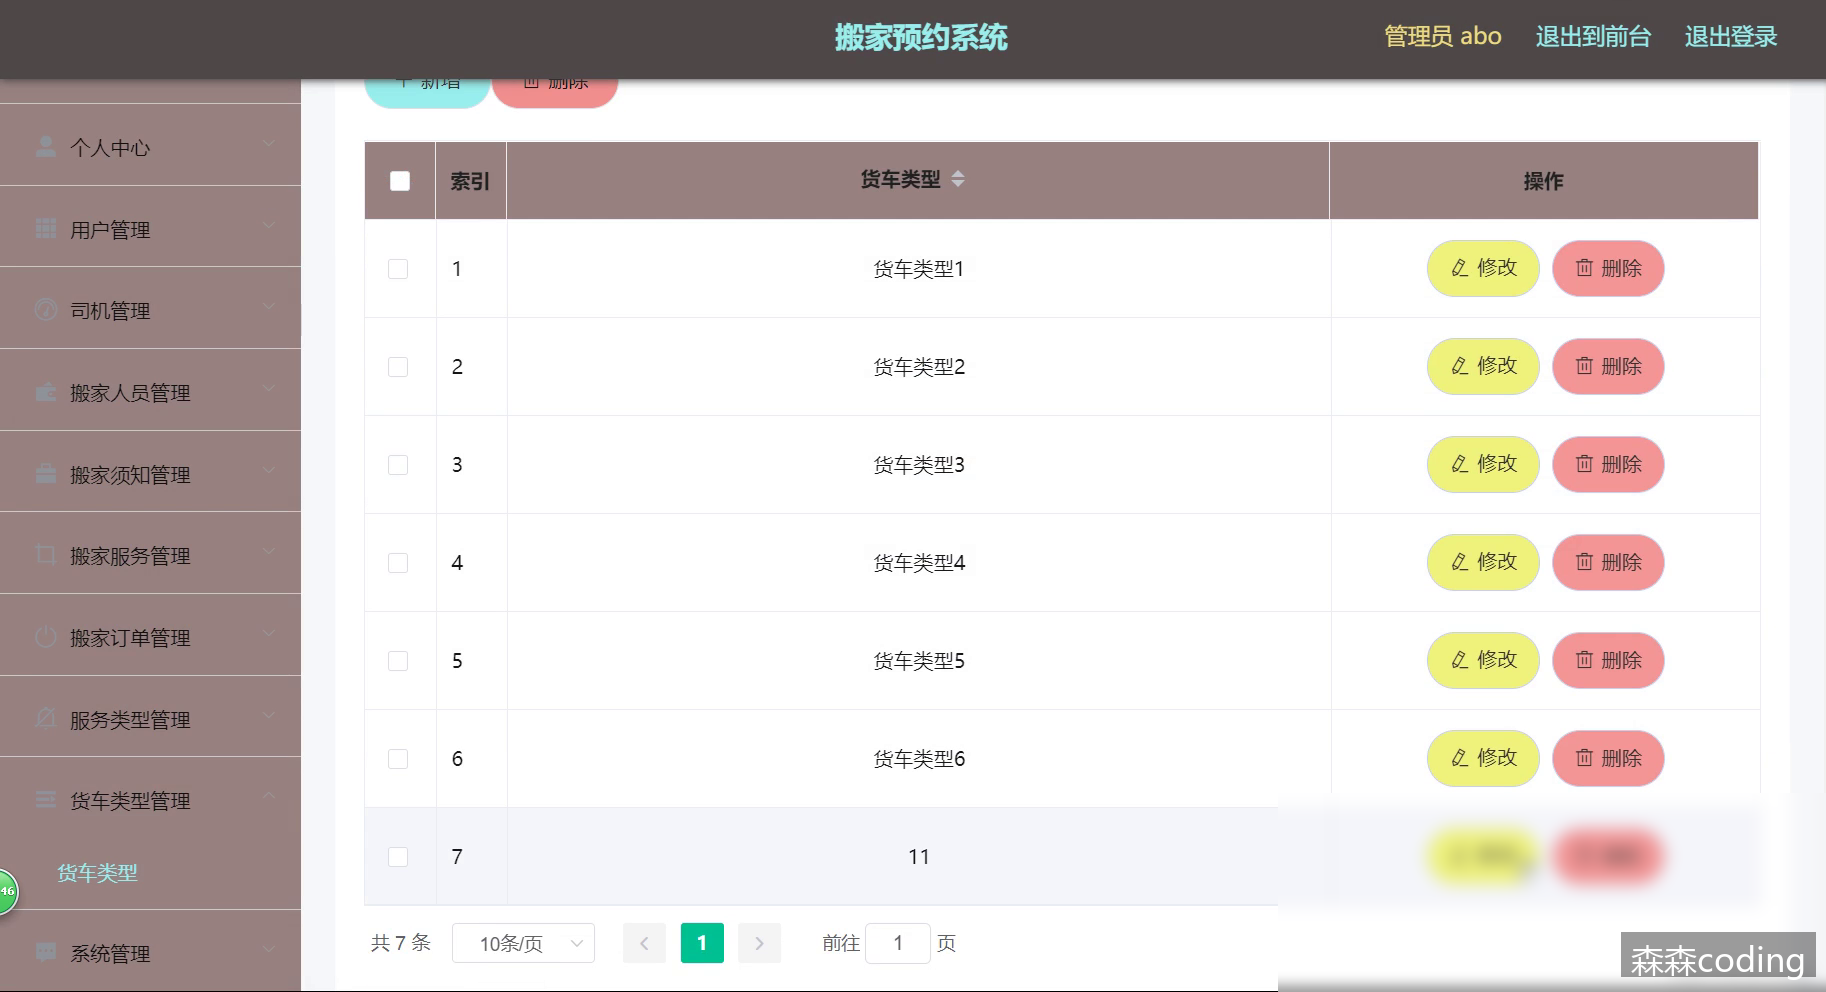 搬家预约系统
管理员 abo 退出到前台 退出登录
新增 删除
个人中心
用户管理
司机管理
搬家人员管理
搬家须知管理
搬家服务管理
搬家订单管理
服务类型管理
货车类型管理
货车类型
系统管理
46
索引 货车类型 操作
1 货车类型1 修改 删除
2 货车类型2 修改 删除
3 货车类型3 修改 删除
4 货车类型4 修改 删除
5 货车类型5 修改 删除
6 货车类型6 修改 删除
7 11
共 7 条 10条/页 1 前往 1 页
森森coding